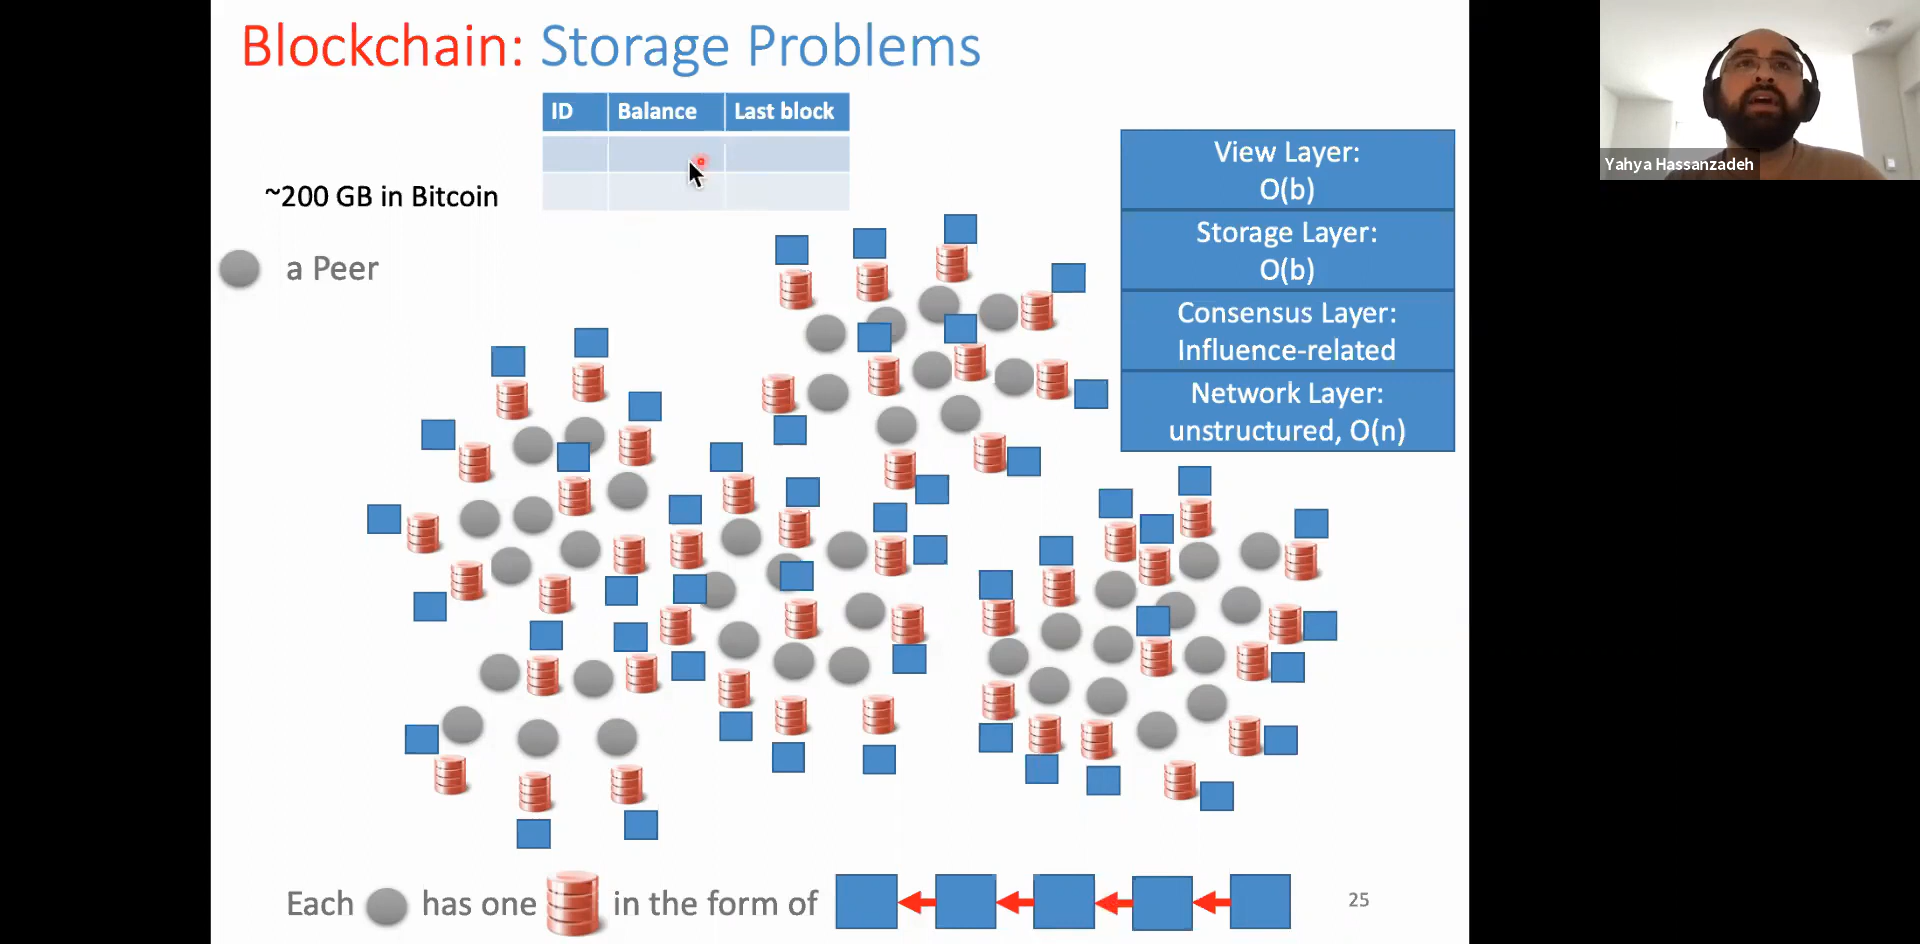 Blockchain: Storage Problems
ID Balance Last block
~200 GB in Bitcoin
a Peer
View Layer:
O(b)
Storage Layer:
O(b)
Consensus Layer:
Influence-related
Network Layer:
unstructured, O(n)
Yahya Hassanzadeh
Each has one in the form of
25